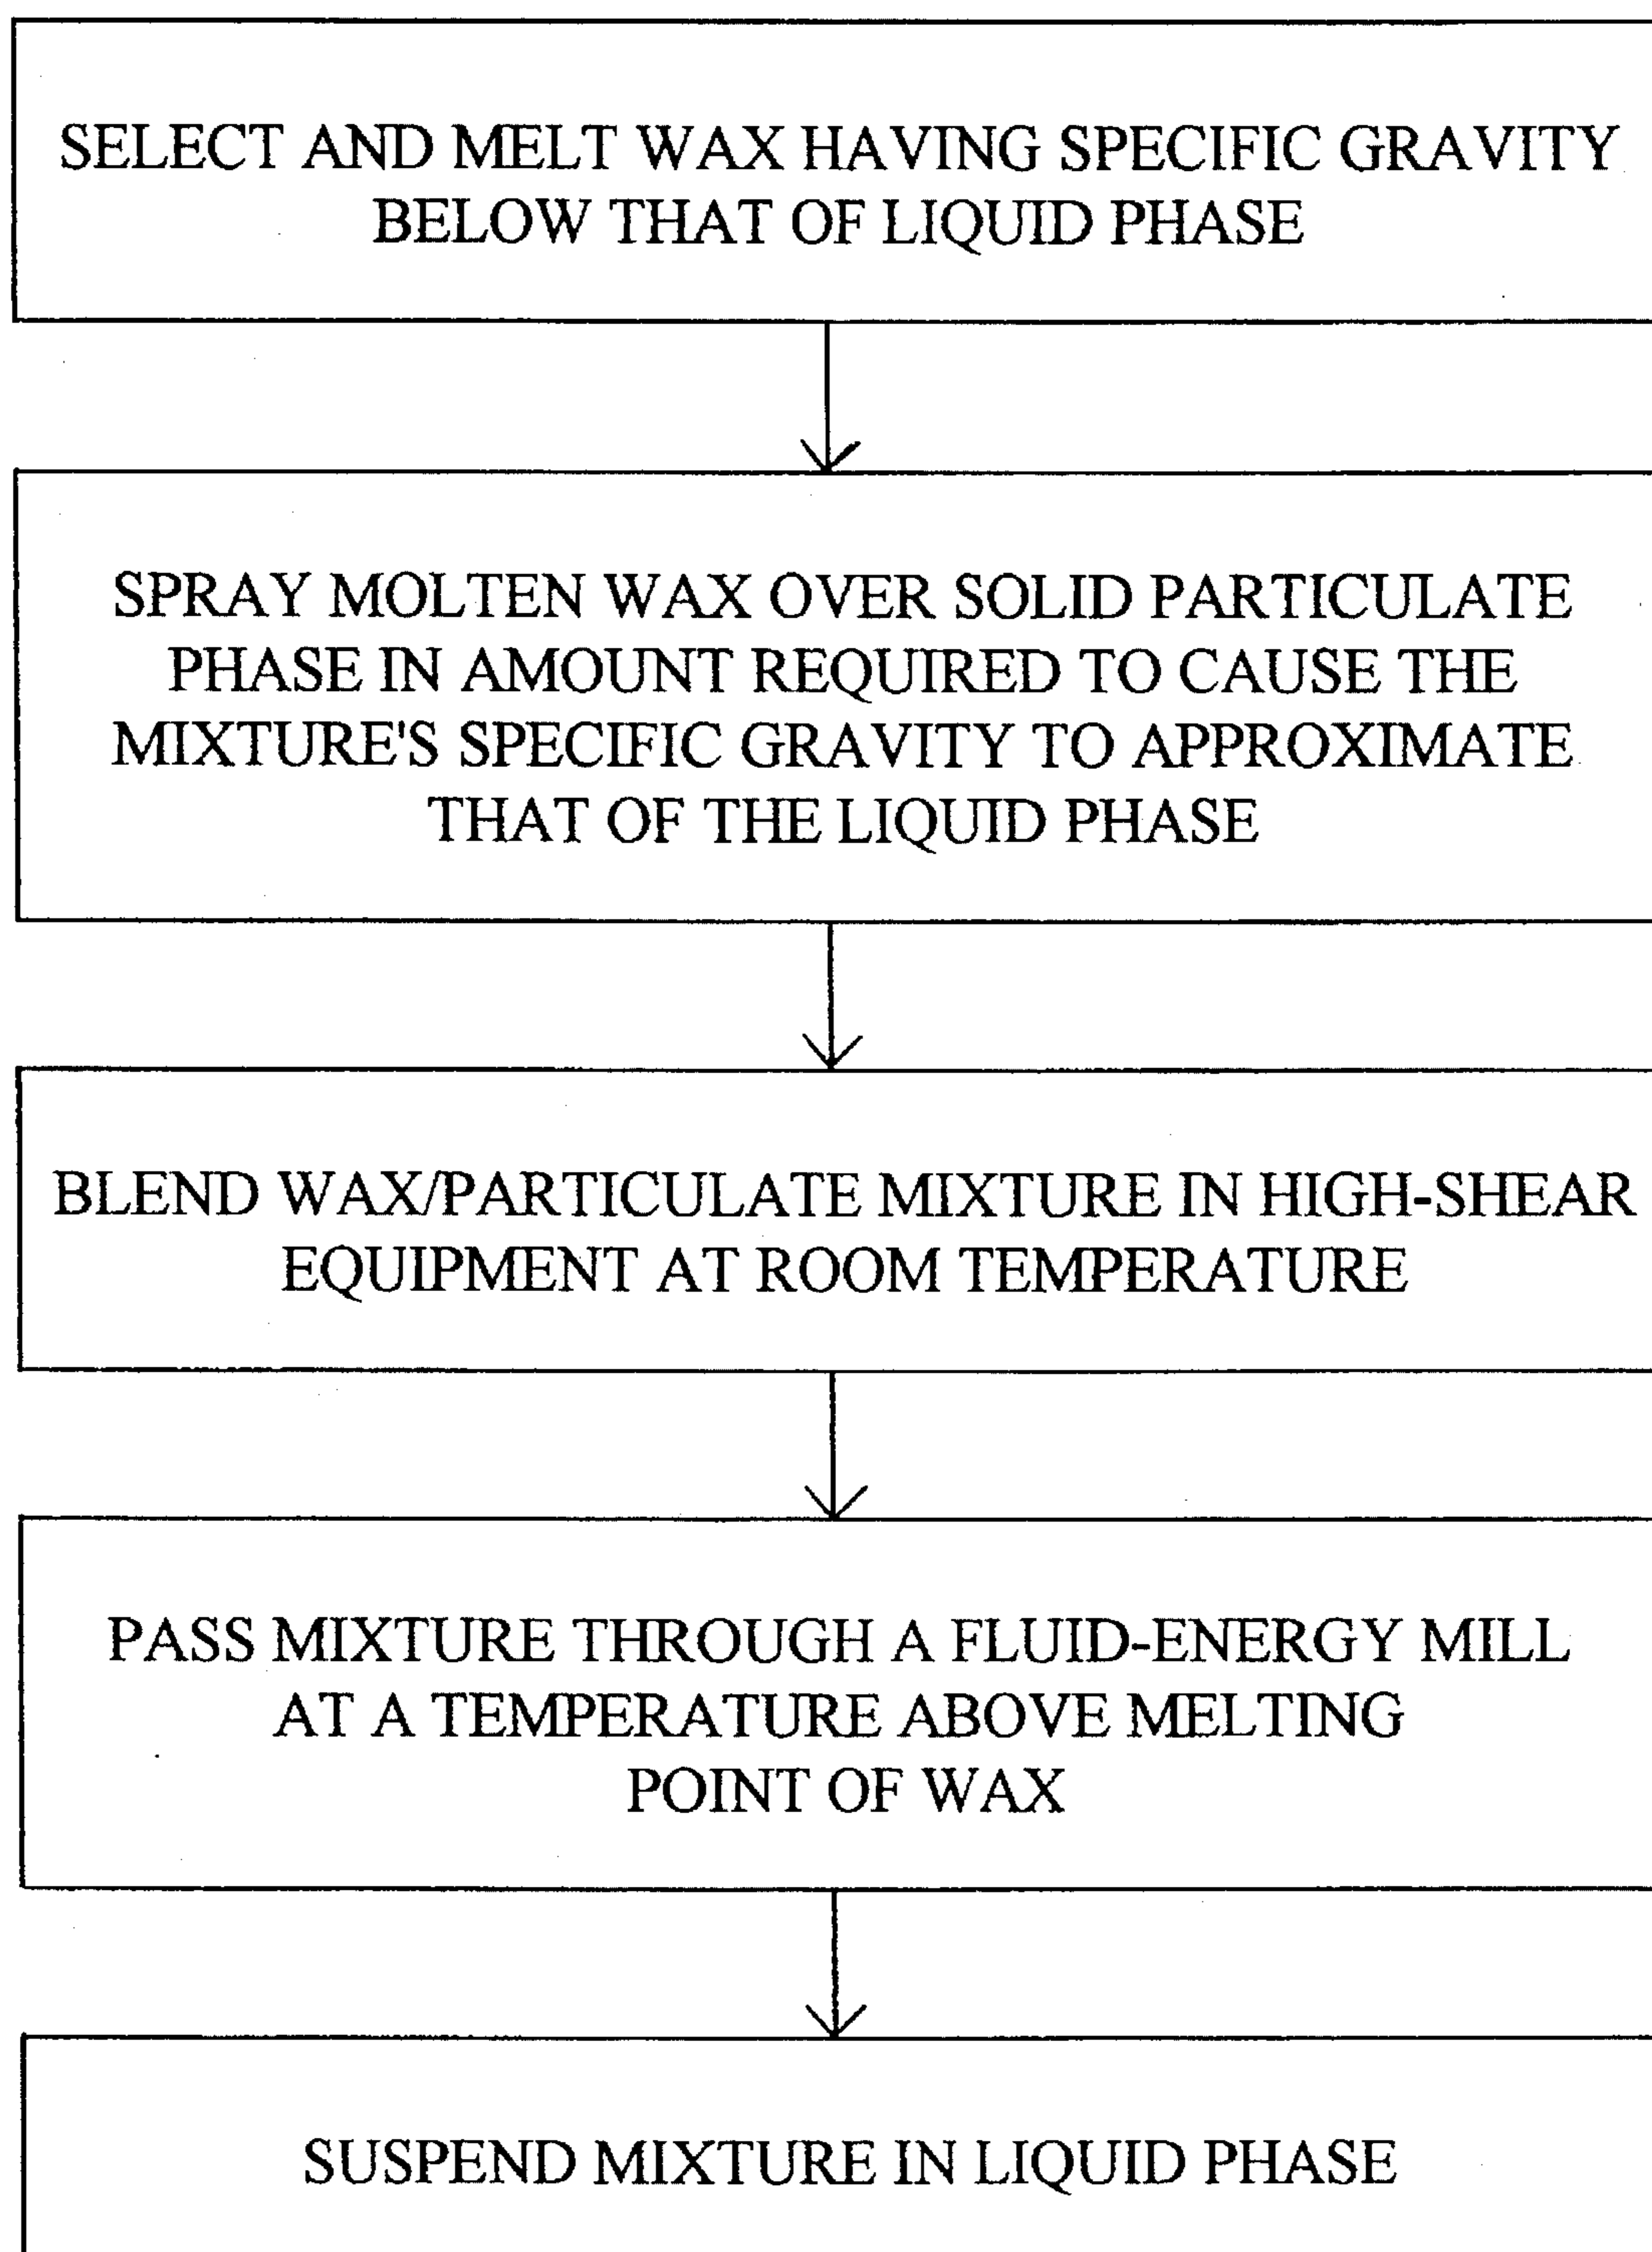 SELECT AND MELT WAX HAVING SPECIFIC GRAVITY
BELOW THAT OF LIQUID PHASE
SPRAY MOLTEN WAX OVER SOLID PARTICULATE
PHASE IN AMOUNT REQUIRED TO CAUSE THE
MIXTURE'S SPECIFIC GRAVITY TO APPROXIMATE
THAT OF THE LIQUID PHASE
BLEND WAX/PARTICULATE MIXTURE IN HIGH-SHEAR
EQUIPMENT AT ROOM TEMPERATURE
PASS MIXTURE THROUGH A FLUID-ENERGY MILL
AT A TEMPERATURE ABOVE MELTING
POINT OF WAX
SUSPEND MIXTURE IN LIQUID PHASE